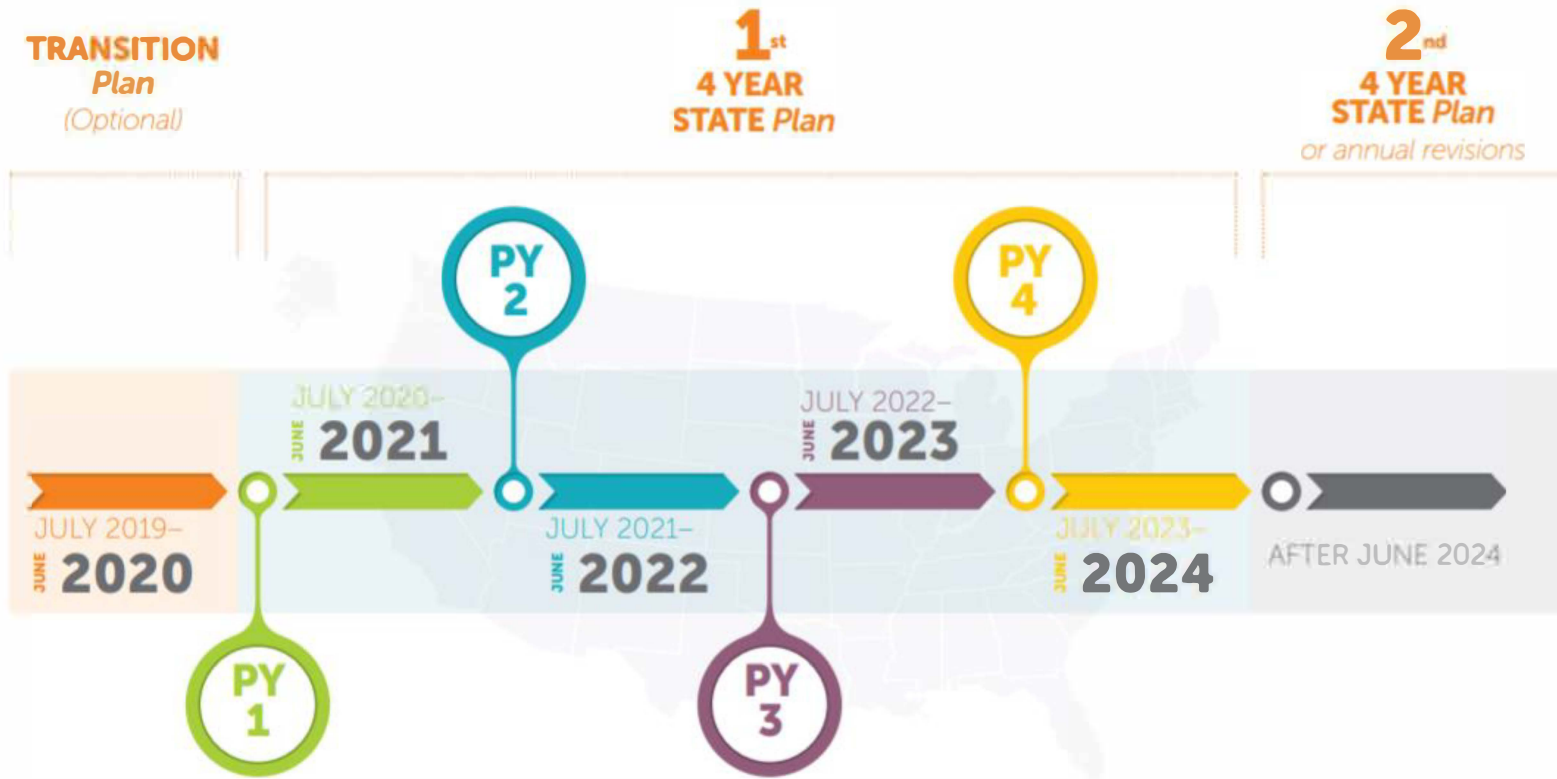 TRANSITION
Plan
(Optional)
1st
4 YEAR
STATE Plan
2nd
4 YEAR
STATE Plan
or annual revisions
PY
2
PY
4
JULY 2020–
JUNE 2021
JULY 2022–
JUNE 2023
JULY 2019–
JUNE 2020
JULY 2021–
JUNE 2022
JULY 2023–
JUNE 2024
AFTER JUNE 2024
PY
1
PY
3